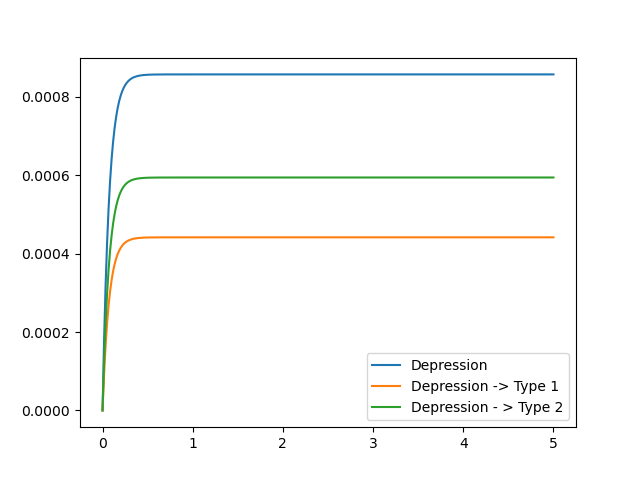 0.0008
0.0006
0.0004
0.0002
0.0000
0 1 2 3 4 5
Depression
Depression -> Type 1
Depression - > Type 2